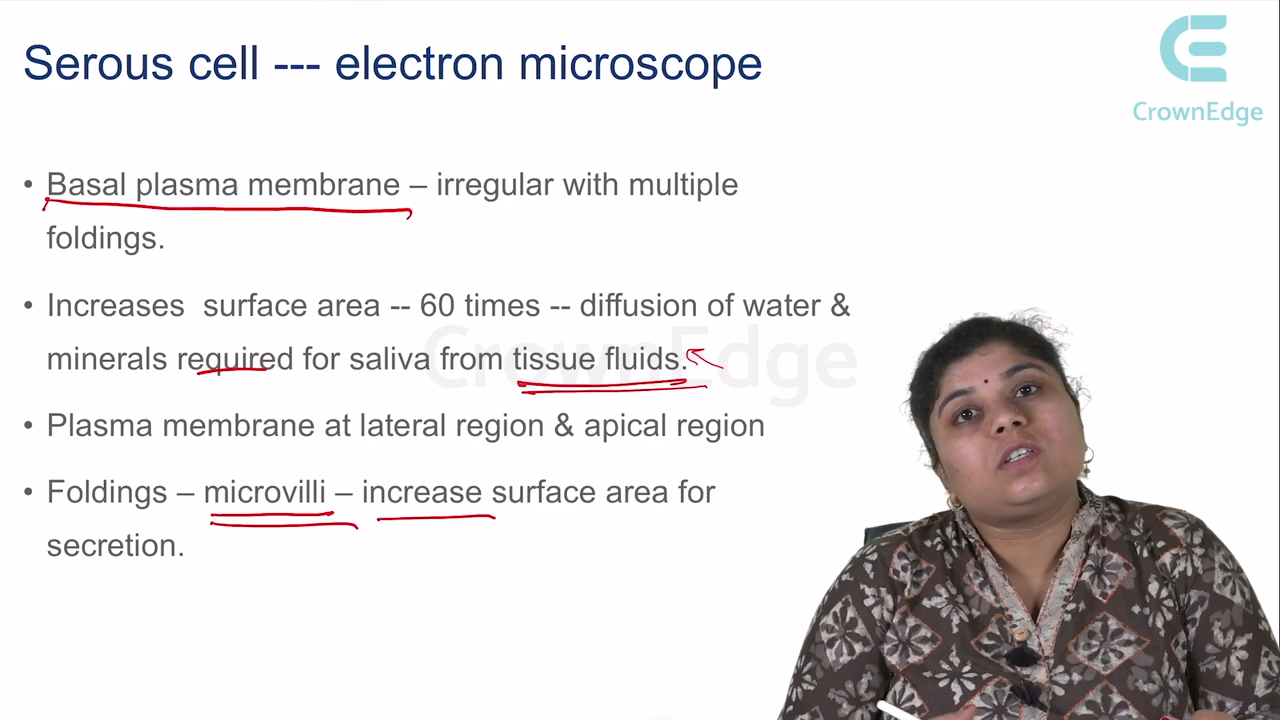 Serous cell --- electron microscope
CrownEdge
• Basal plasma membrane – irregular with multiple
foldings.
• Increases surface area -- 60 times -- diffusion of water &
minerals required for saliva from tissue fluids.
CrownEdge
• Plasma membrane at lateral region & apical region
• Foldings – microvilli – increase surface area for
secretion.